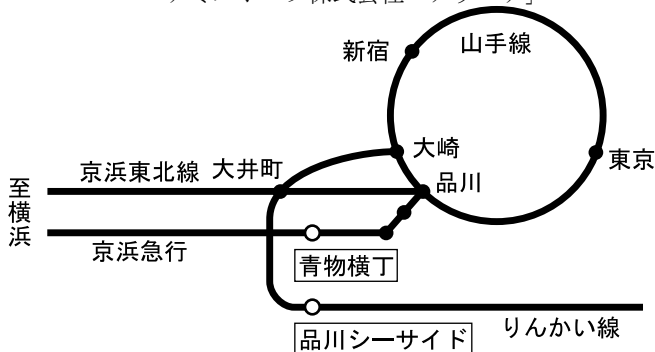 新宿
山手線
大崎
東京
京浜東北線
大井町
品川
至横浜
京浜急行
青物横丁
品川シーサイド
りんかい線